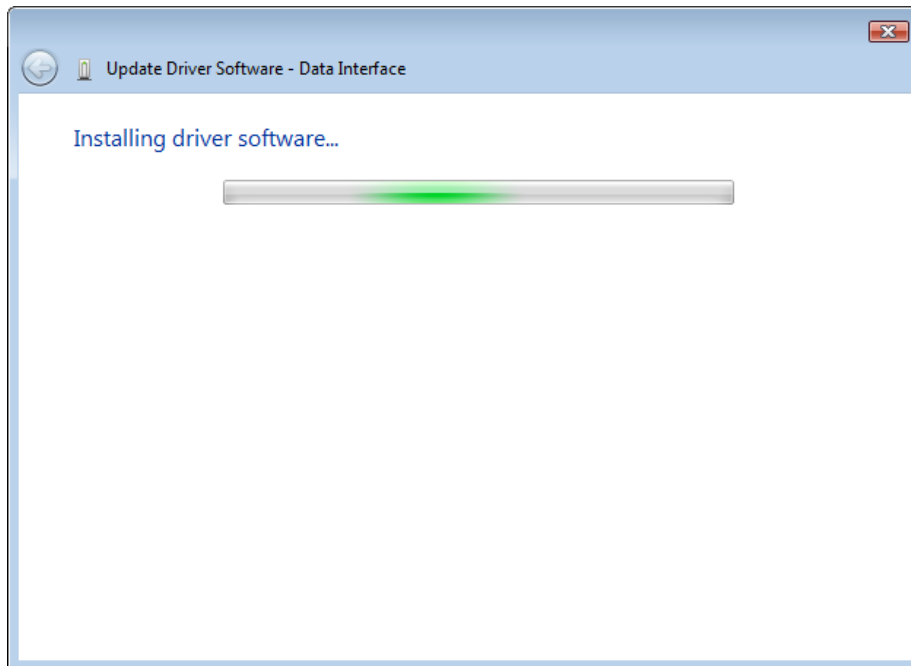 Update Driver Software - Data Interface
Installing driver software...